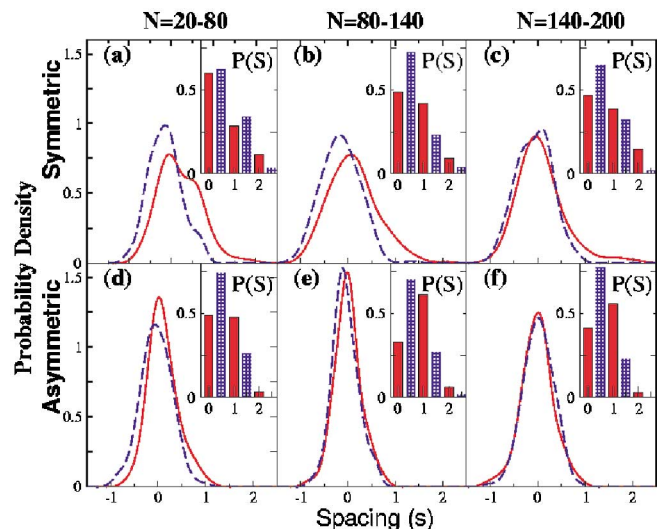 N=20-80 N=80-140 N=140-200
Probability Density
Symmetric
1.5
1
0.5
0
(a) P(S)
0.5
0 1 2
(b) P(S)
0.5
0 1 2
(c) P(S)
0.5
0 1 2
Asymmetric
1.5
1
0.5
0
(d) P(S)
0.5
0 1 2
(e) P(S)
0.5
0 1 2
(f) P(S)
0.5
0 1 2
-1 0 1 2 -1 0 1 2 -1 0 1 2
Spacing (s)